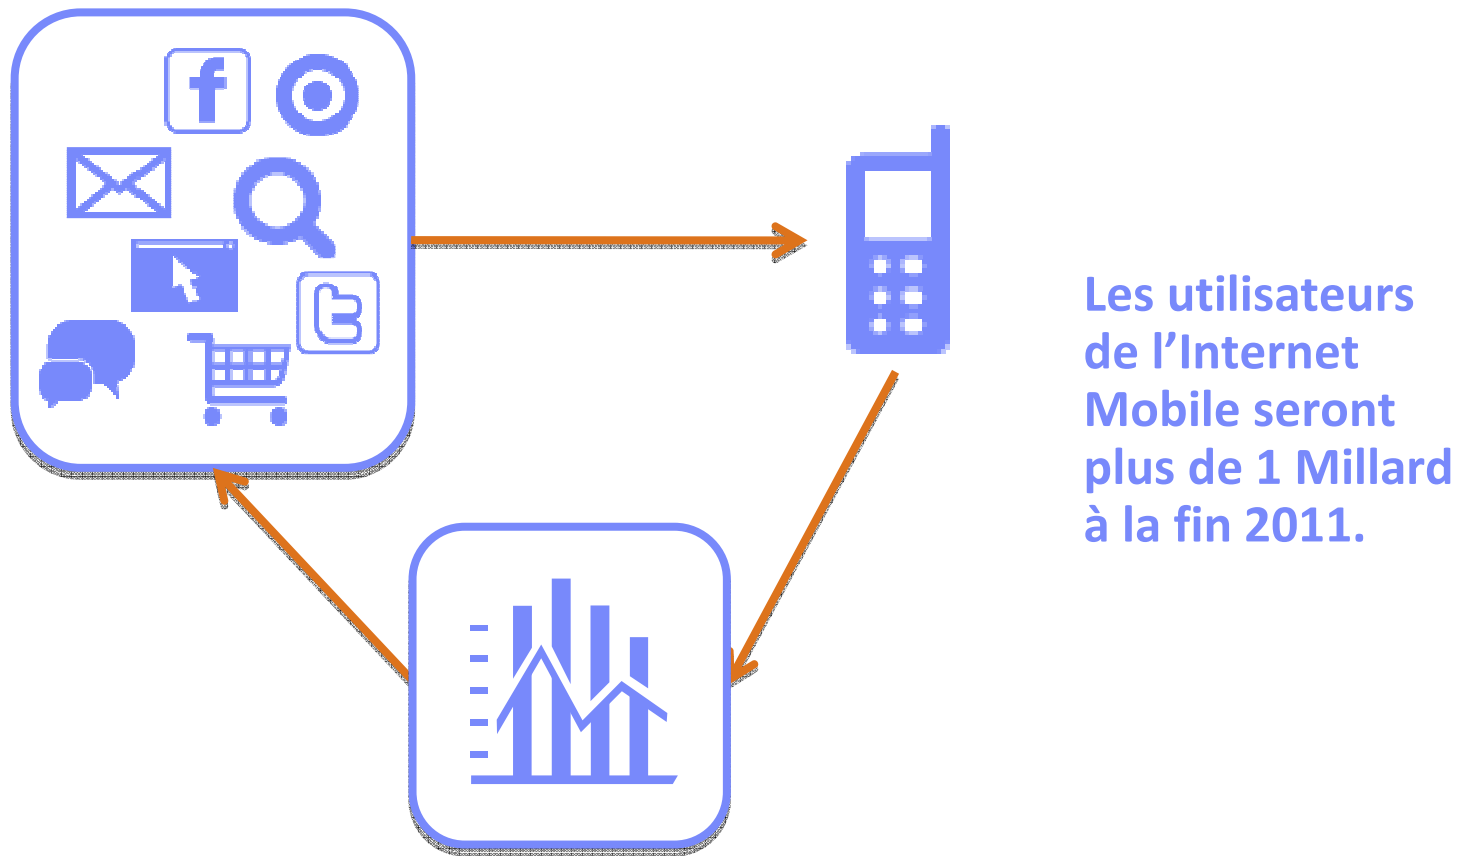 Les utilisateurs
de l’Internet
Mobile seront
plus de 1 Millard
à la fin 2011.